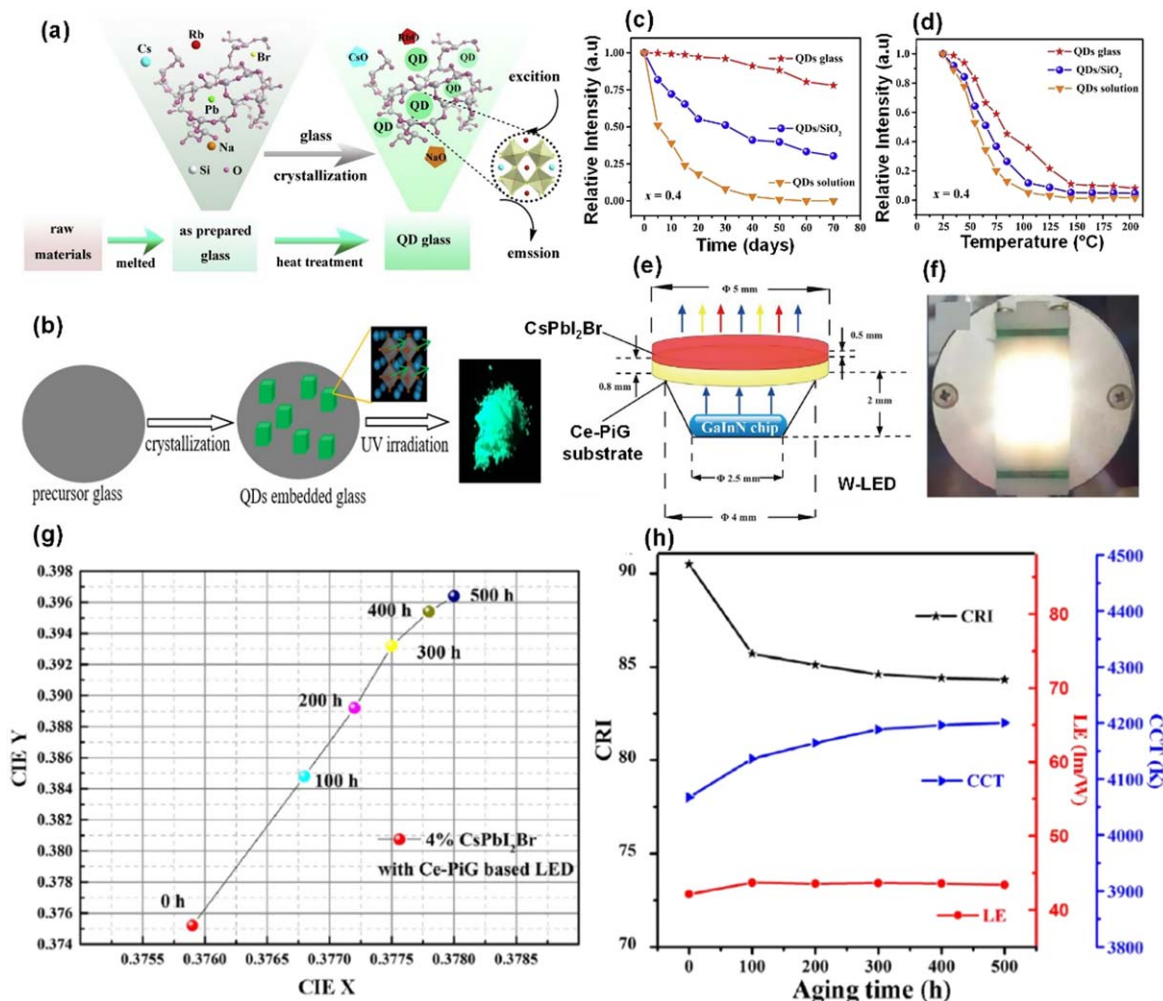 (a)
Cs
Rb
Br
Pb
Na
Si
O
glass
crystallization
CsO
RbO
QD
QD
QD
QD
QD
QD
NaO
excition
emssion
raw
materials
melted
as prepared
glass
heat treatment
QD glass
(b)
precursor glass
crystallization
QDs embedded glass
UV irradiation
(c)
Relative Intensity (a.u)
1.00
0.75
0.50
0.25
0.00
QDs glass
QDs/SiO₂
QDs solution
x = 0.4
0 10 20 30 40 50 60 70 80
Time (days)
(d)
Relative Intensity (a.u)
1.0
0.8
0.6
0.4
0.2
0.0
QDs glass
QDs/SiO₂
QDs solution
x = 0.4
0 25 50 75 100 125 150 175 200
Temperature (°C)
(e)
Φ 5 mm
CsPbI₂Br
0.5 mm
0.8 mm
2 mm
Ce-PiG
substrate
GaInN chip
Φ 2.5 mm
W-LED
Φ 4 mm
(f)
(g)
CIE Y
0.398
0.396
0.394
0.392
0.390
0.388
0.386
0.384
0.382
0.380
0.378
0.376
0.374
500 h
400 h
300 h
200 h
100 h
0 h
4% CsPbI₂Br
with Ce-PiG based LED
0.3755 0.3760 0.3765 0.3770 0.3775 0.3780 0.3785
CIE X
(h)
CRI
90
85
80
75
70
CRI
CCT
LE
LE (lm/W)
80
70
60
50
40
CCT (K)
4500
4400
4300
4200
4100
4000
3900
3800
0 100 200 300 400 500
Aging time (h)